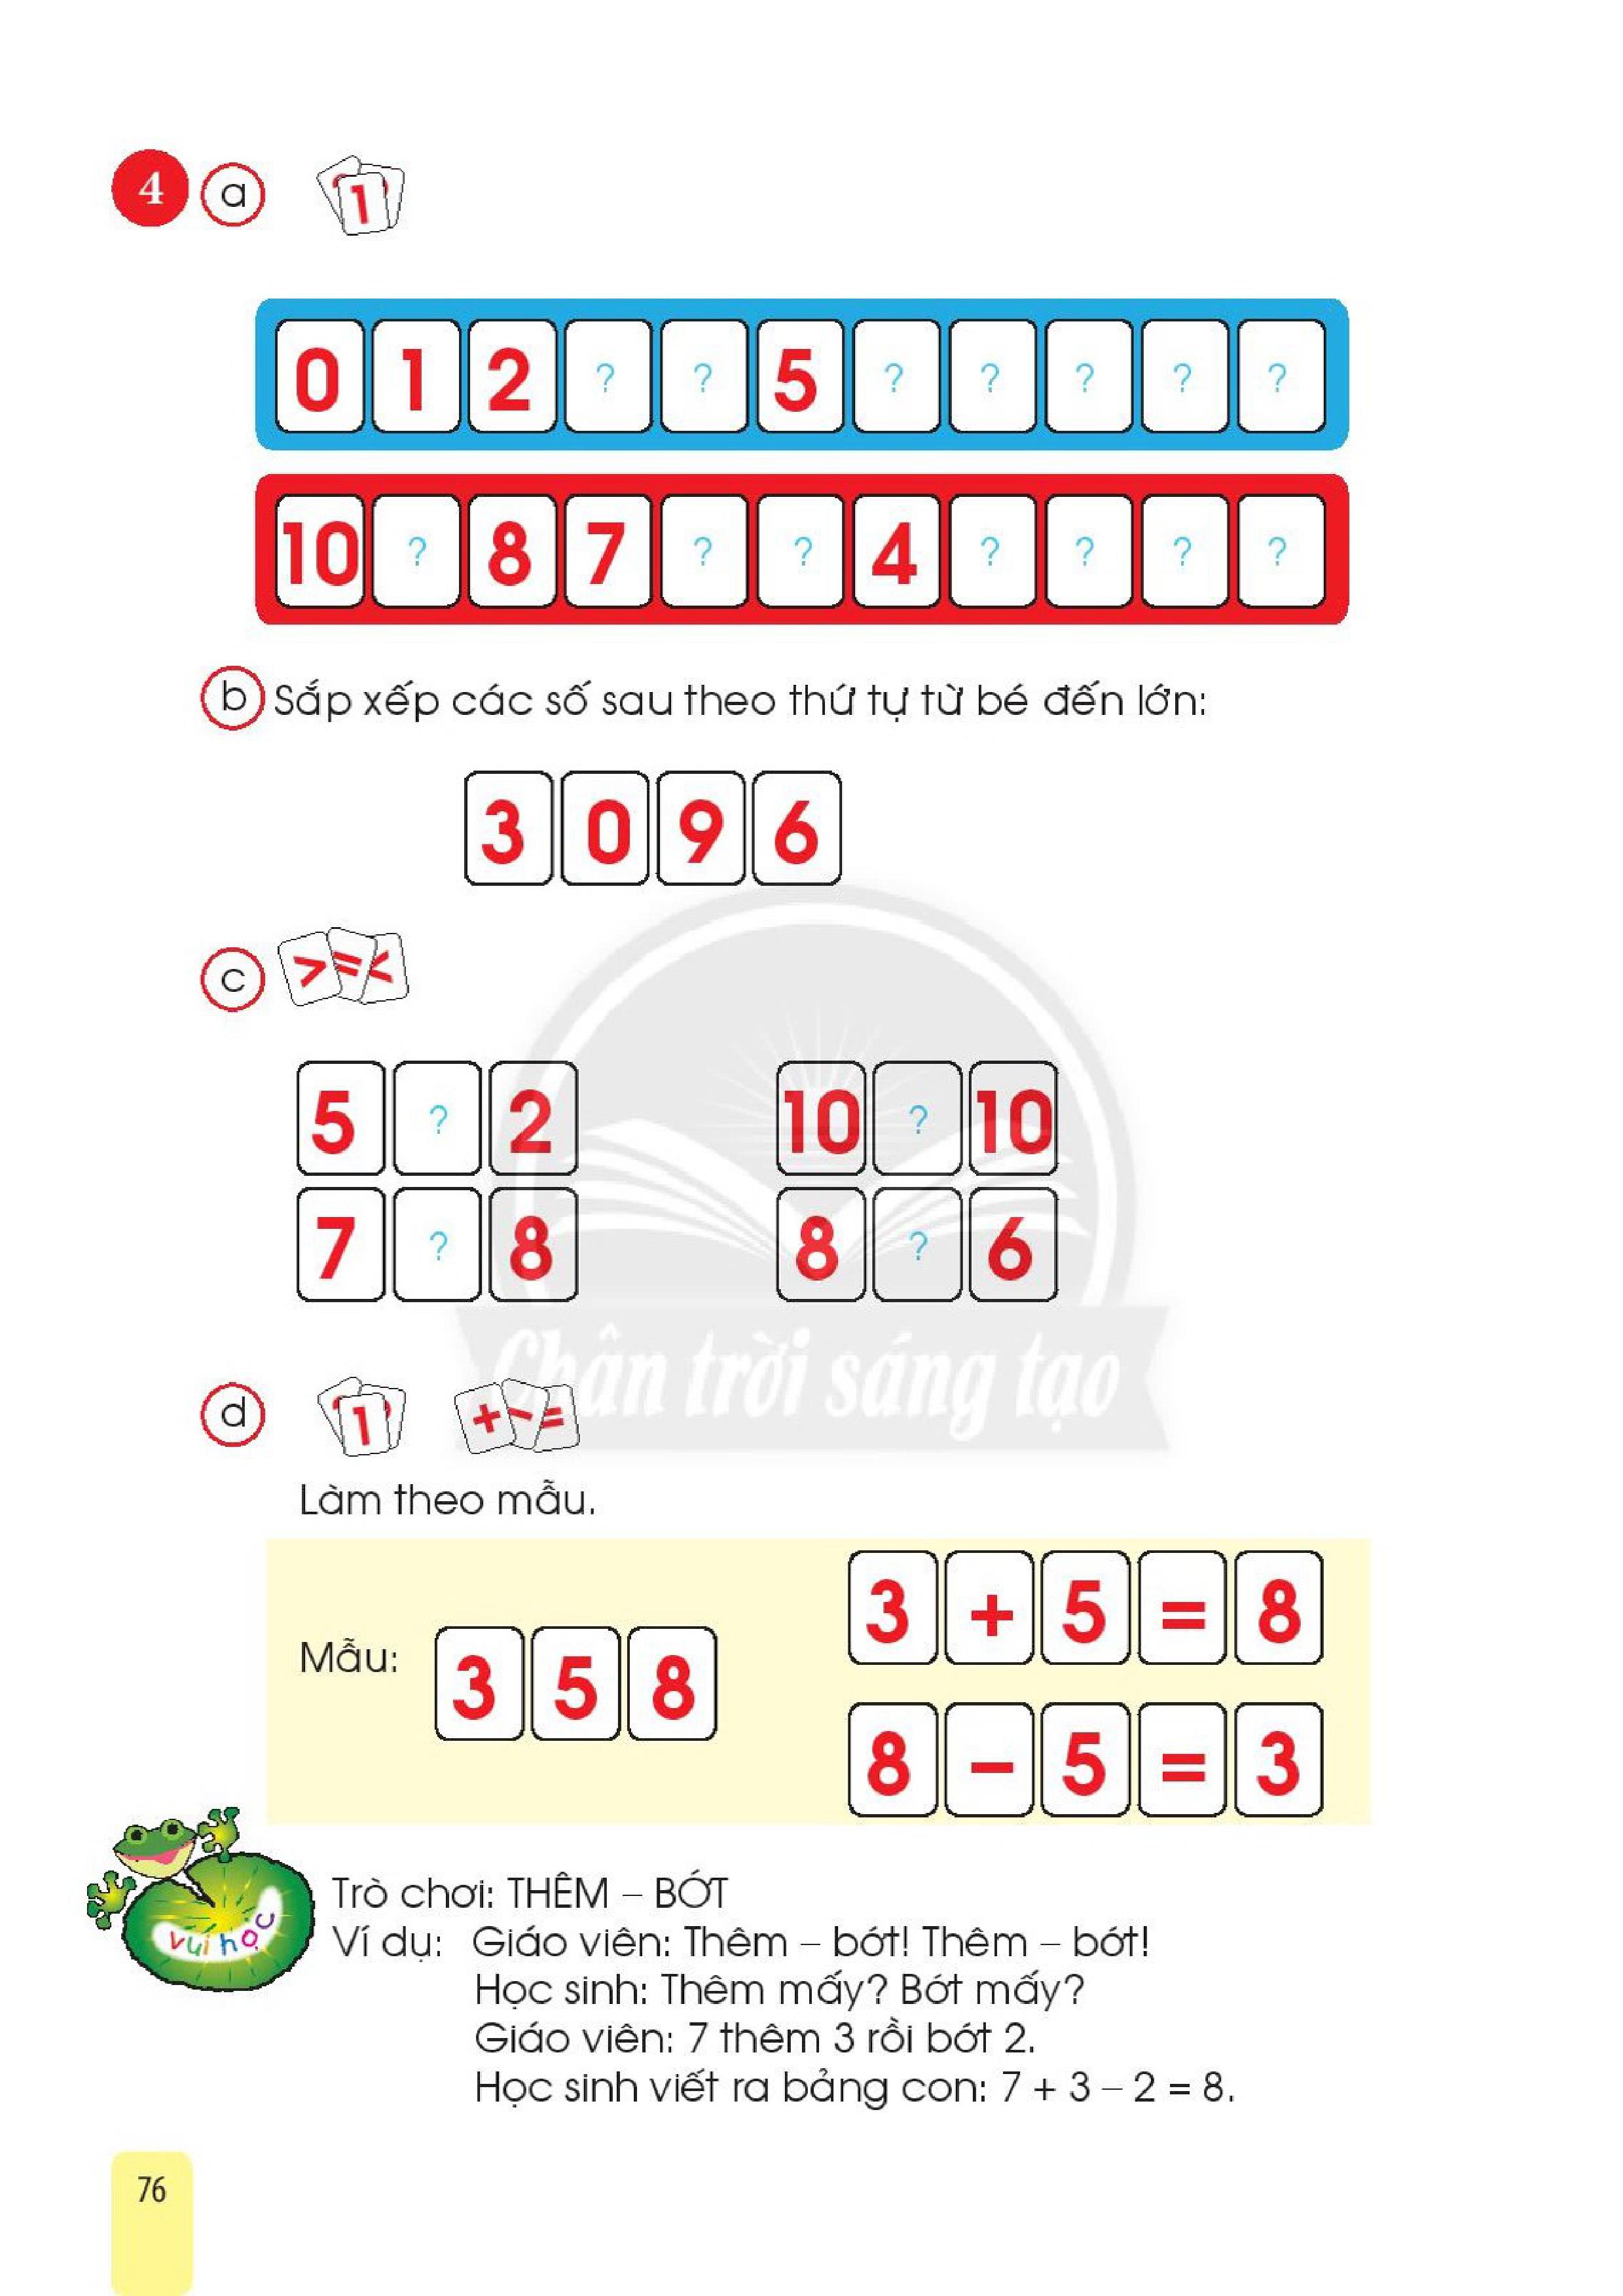 4 a 1
0 1 2 ? ? 5 ? ? ? ? ?
10 ? 8 7 ? ? 4 ? ? ? ?
b Sắp xếp các số sau theo thứ tự từ bé đến lớn:
3 0 9 6
c > = <
5 ? 2 10 ? 10
7 ? 8 8 ? 6
Chân trời sáng tạo
d 1 + − =
Làm theo mẫu.
3 + 5 = 8
Mẫu: 3 5 8
8 − 5 = 3
vui học
Trò chơi: THÊM – BỚT
Ví dụ: Giáo viên: Thêm – bớt! Thêm – bớt!
Học sinh: Thêm mấy? Bớt mấy?
Giáo viên: 7 thêm 3 rồi bớt 2.
Học sinh viết ra bảng con: 7 + 3 – 2 = 8.
76